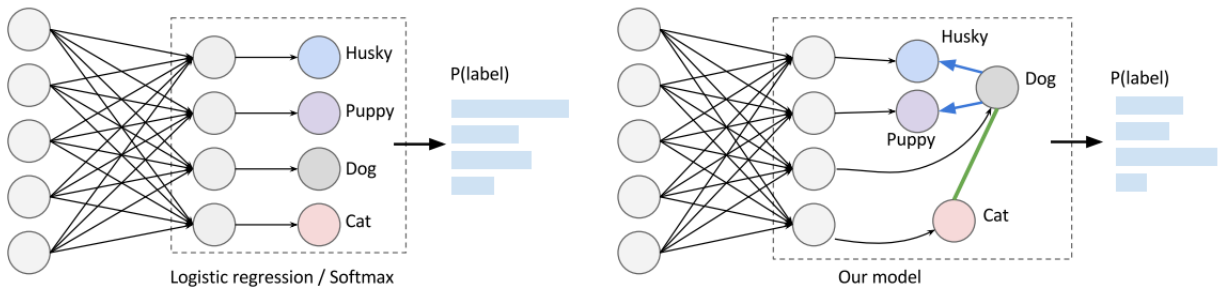 Husky
Puppy
Dog
Cat
P(label)
Logistic regression / Softmax
Husky
Dog
Puppy
Cat
P(label)
Our model